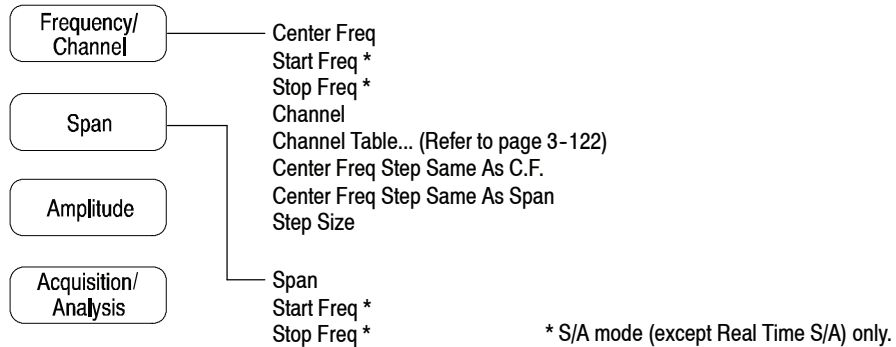 Frequency/
Channel
Center Freq
Start Freq *
Stop Freq *
Channel
Channel Table... (Refer to page 3-122)
Center Freq Step Same As C.F.
Center Freq Step Same As Span
Step Size
Span
Amplitude
Acquisition/
Analysis
Span
Start Freq *
Stop Freq *
* S/A mode (except Real Time S/A) only.